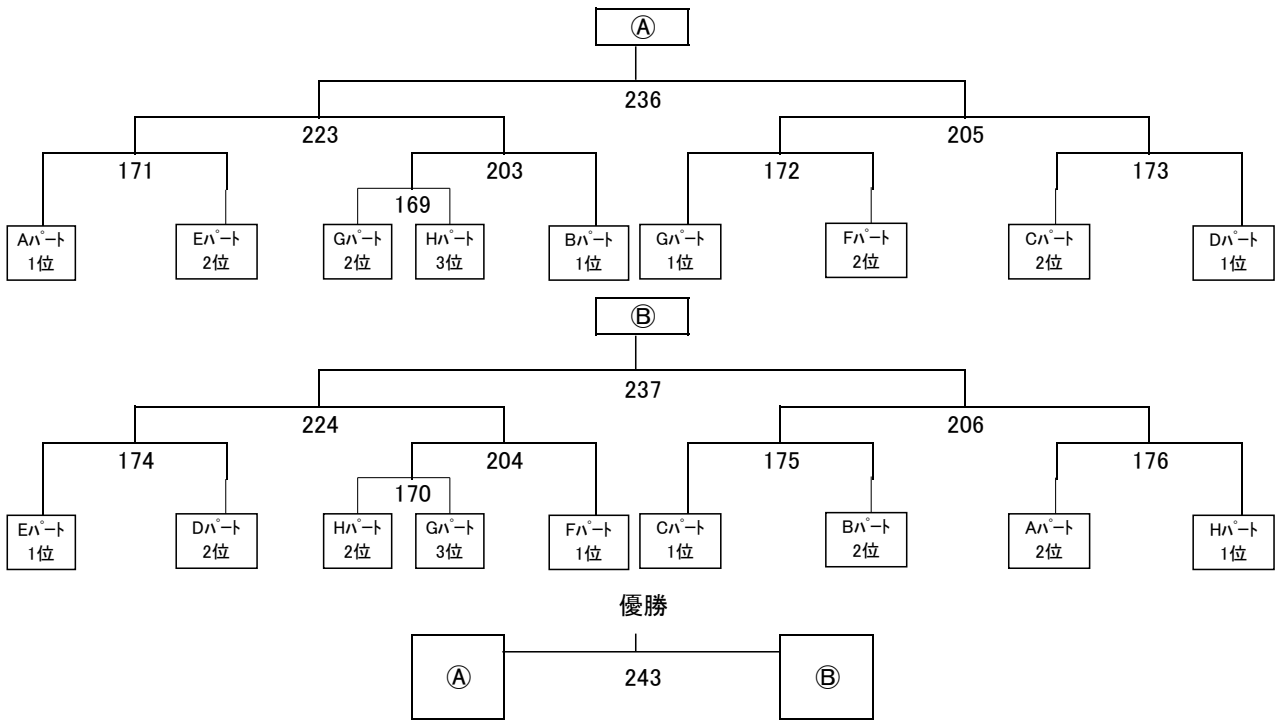 Ⓐ
236
223
205
171
203
172
173
169
Aパート
1位
Eパート
2位
Gパート
2位
Hパート
3位
Bパート
1位
Gパート
1位
Fパート
2位
Cパート
2位
Dパート
1位
Ⓑ
237
224
206
174
204
175
176
170
Eパート
1位
Dパート
2位
Hパート
2位
Gパート
3位
Fパート
1位
Cパート
1位
Bパート
2位
Aパート
2位
Hパート
1位
優勝
Ⓐ
243
Ⓑ